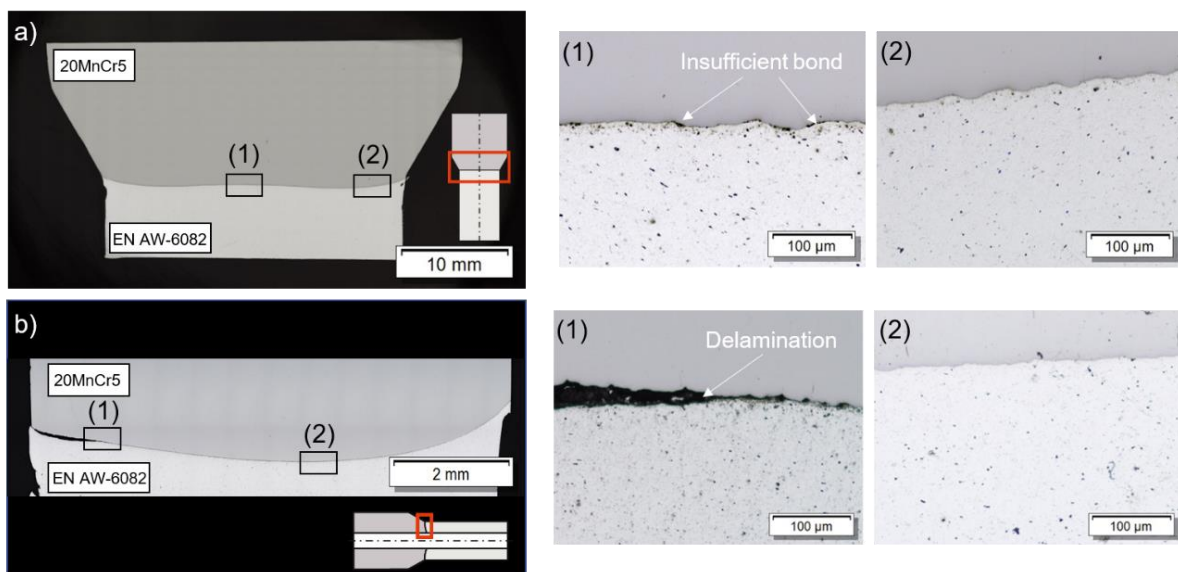 a)
20MnCr5
(1)
(2)
EN AW-6082
10 mm
(1)
Insufficient bond
100 µm
(2)
100 µm
b)
20MnCr5
(1)
(2)
EN AW-6082
2 mm
(1)
Delamination
100 µm
(2)
100 µm